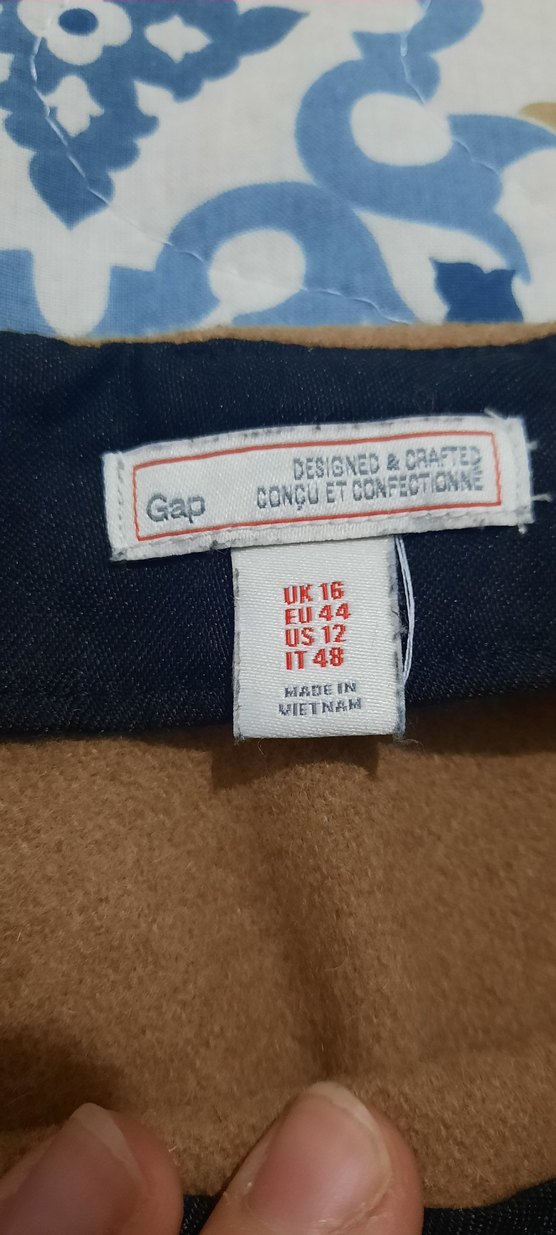 Gap
DESIGNED & CRAFTED
CONÇU ET CONFECTIONNÉ
UK 16
EU 44
US 12
IT 48
MADE IN
VIETNAM